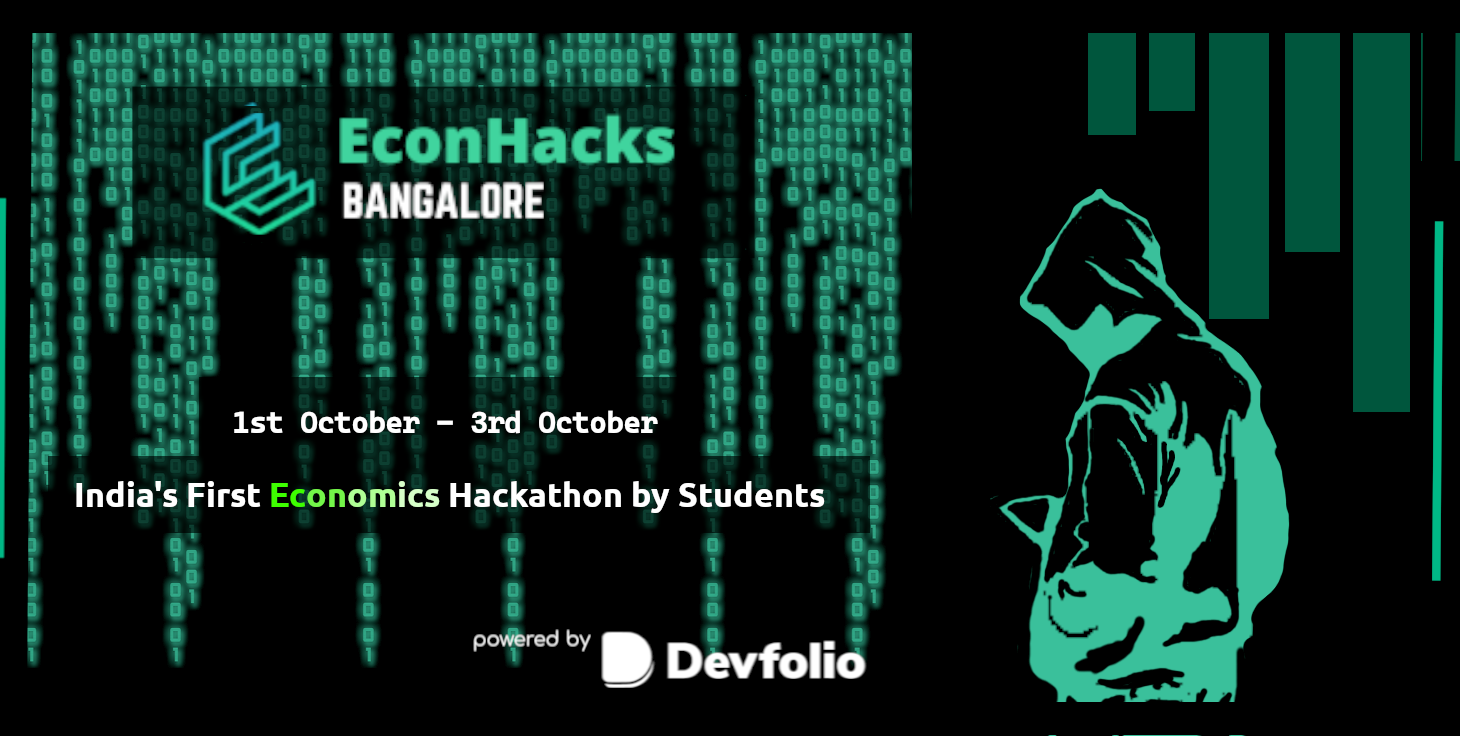 EconHacks
BANGALORE
1st October - 3rd October
India's First Economics Hackathon by Students
powered by
Devfolio